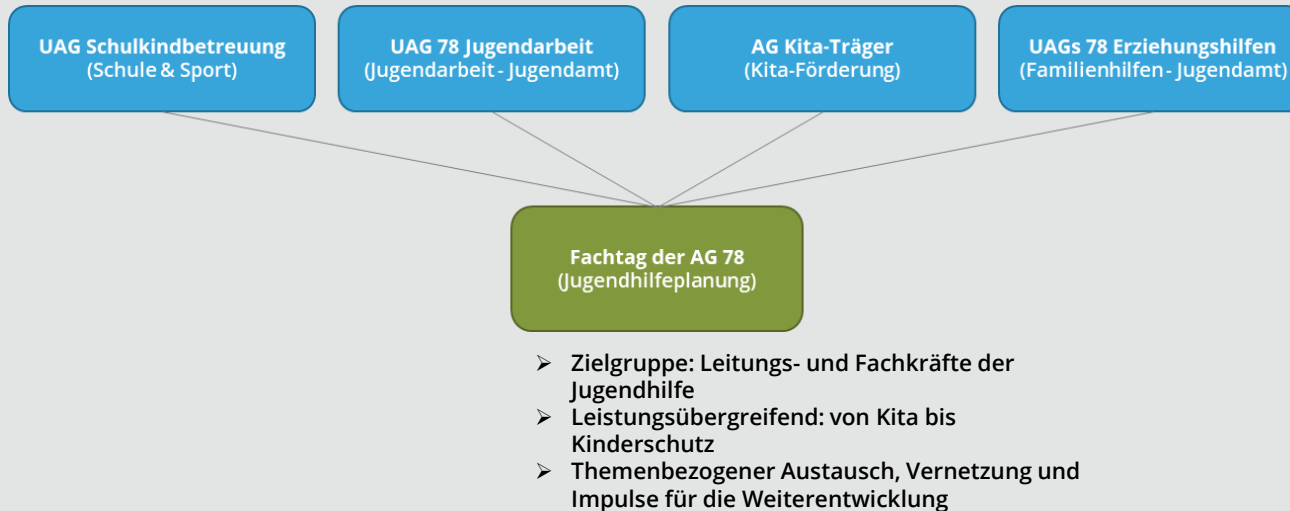 UAG Schulkindbetreuung
(Schule & Sport)
UAG 78 Jugendarbeit
(Jugendarbeit - Jugendamt)
AG Kita-Träger
(Kita-Förderung)
UAGs 78 Erziehungshilfen
(Familienhilfen - Jugendamt)
Fachtag der AG 78
(Jugendhilfeplanung)
➢ Zielgruppe: Leitungs- und Fachkräfte der
Jugendhilfe
➢ Leistungsübergreifend: von Kita bis
Kinderschutz
➢ Themenbezogener Austausch, Vernetzung und
Impulse für die Weiterentwicklung